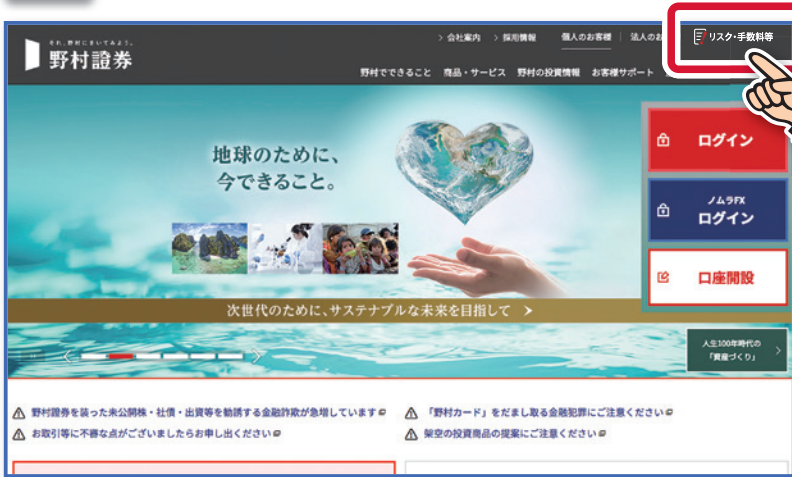 それ、野村にきいてみよう。
野村證券
> 会社案内 > 採用情報 個人のお客様 法人のお
リスク・手数料等
野村でできること 商品・サービス 野村の投資情報 お客様サポート
地球のために、
今できること。
ログイン
ノムラFX
ログイン
口座開設
次世代のために、サステナブルな未来を目指して >
人生100年時代の
「資産づくり」
野村證券を装った未公開株・社債・出資等を勧誘する金融詐欺が急増しています
「野村カード」をだまし取る金融犯罪にご注意ください
お取引等に不審な点がございましたらお申し出ください
架空の投資商品の提案にご注意ください